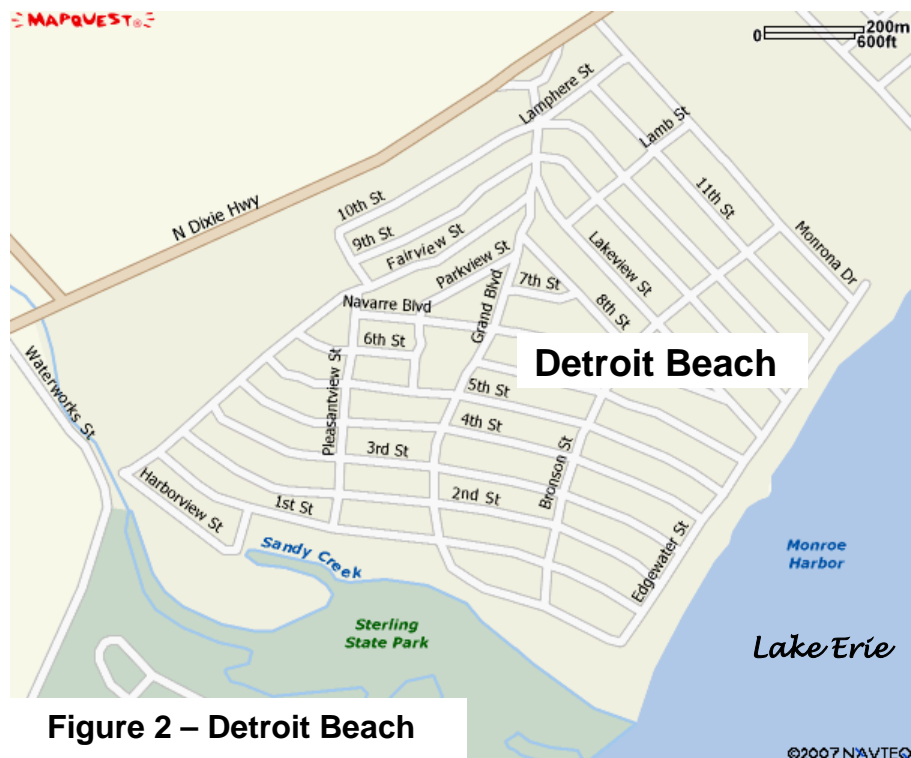 MAPQUEST®
200m
0
600ft
Lamphere St
Lamb St
10th St
11th St
N Dixie Hwy
9th St
Fairview St
Lakeview St
Monrona Dr
Parkview St
7th St
Navarre Blvd
Grand Blvd
8th St
6th St
Detroit Beach
Waterworks St
Pleasantview St
5th St
4th St
3rd St
Bronson St
Harborview St
1st St
2nd St
Sandy Creek
Edgewater St
Monroe
Harbor
Sterling
State Park
Lake Erie
Figure 2 – Detroit Beach
©2007 NAVTEQ